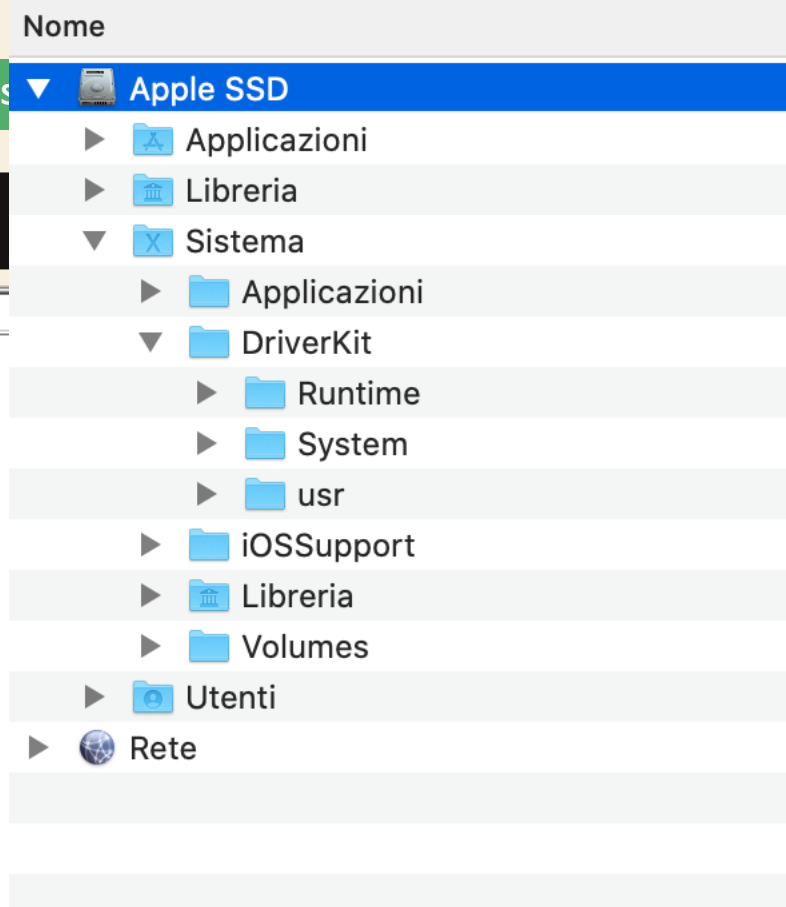 Nome
Apple SSD
Applicazioni
Libreria
Sistema
Applicazioni
DriverKit
Runtime
System
usr
iOSSupport
Libreria
Volumes
Utenti
Rete